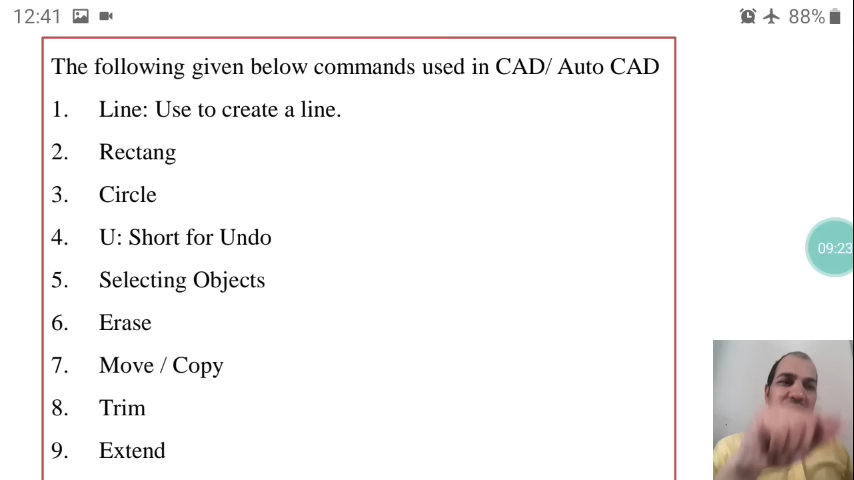 12:41 88%
The following given below commands used in CAD/ Auto CAD
1. Line: Use to create a line.
2. Rectang
3. Circle
4. U: Short for Undo
09:23
5. Selecting Objects
6. Erase
7. Move / Copy
8. Trim
9. Extend